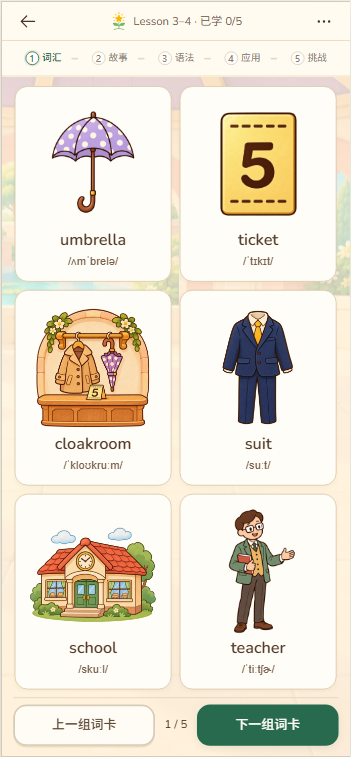 Lesson 3–4 · 已学 0/5
1 词汇 – 2 故事 – 3 语法 – 4 应用 – 5 挑战
umbrella
/ʌmˈbrelə/
5
ticket
/ˈtɪkɪt/
5
cloakroom
/ˈkloʊkruːm/
suit
/suːt/
school
/skuːl/
teacher
/ˈtiːtʃɚ/
上一组词卡
1 / 5
下一组词卡